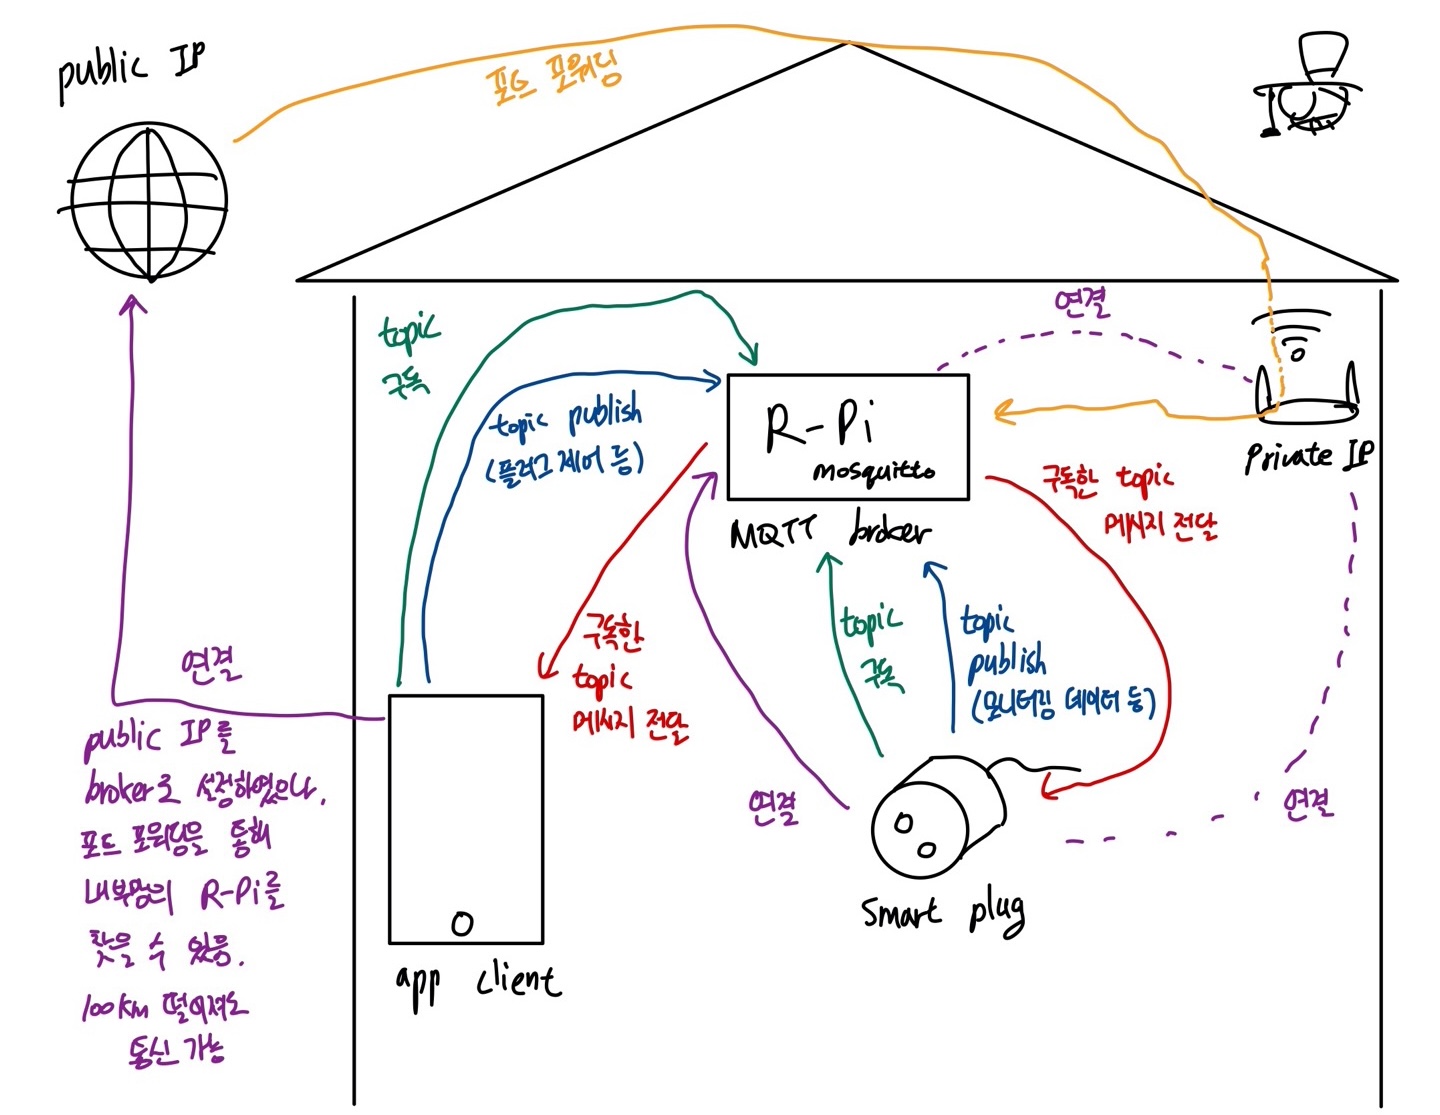 public IP
포트 포워딩
연결
topic
구독
topic publish
(플러그 제어 등)
R-Pi
mosquitto
MQTT broker
Private IP
구독한 topic
메시지 전달
구독한
topic
메시지 전달
topic
구독
topic
publish
(모니터링 데이터 등)
연결
public IP를
broker로 설정하였으나,
포트 포워딩을 통해
내부망의 R-Pi를
찾을 수 있음.
100km 떨어져도
통신 가능
연결
연결
Smart plug
app client